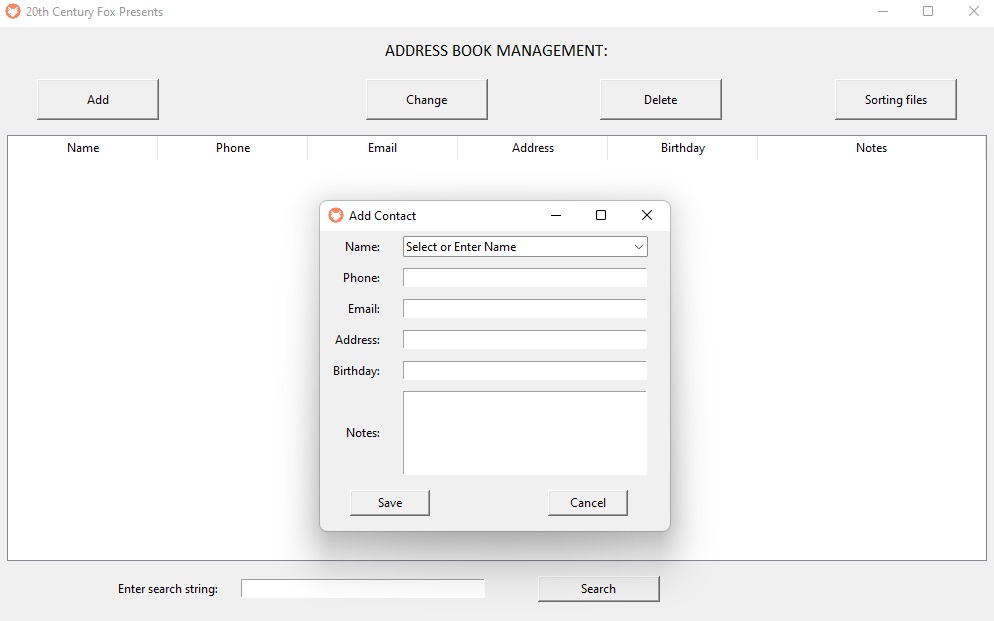 20th Century Fox Presents
ADDRESS BOOK MANAGEMENT:
Add Change Delete Sorting files
Name Phone Email Address Birthday Notes
Add Contact
Name: Select or Enter Name
Phone:
Email:
Address:
Birthday:
Notes:
Save Cancel
Enter search string: Search